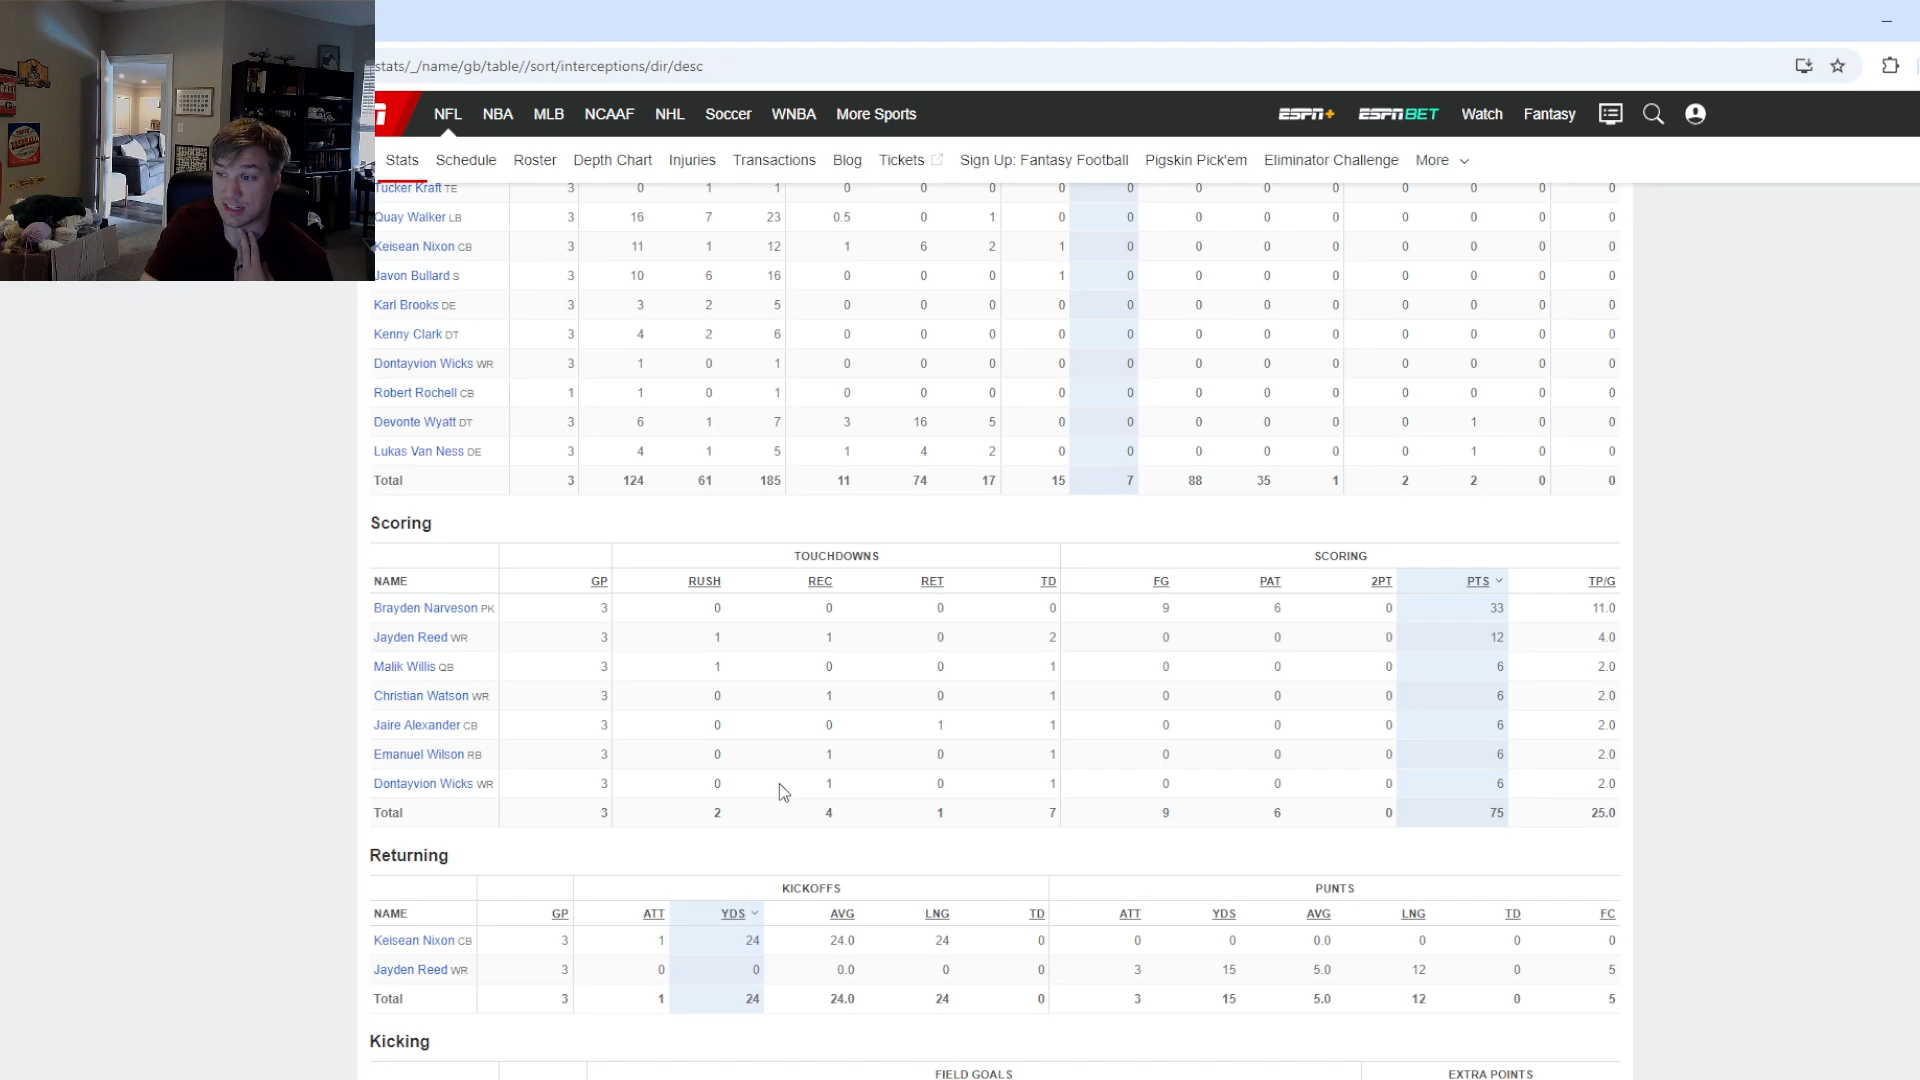 stats/_/name/gb/table//sort/interceptions/dir/desc
NFL NBA MLB NCAAF NHL Soccer WNBA More Sports ESPN+ ESPN BET Watch Fantasy
Stats Schedule Roster Depth Chart Injuries Transactions Blog Tickets Sign Up: Fantasy Football Pigskin Pick'em Eliminator Challenge More
Tucker Kraft TE 3 0 1 1 0 0 0 0 0 0 0 0 0 0 0 0
Quay Walker LB 3 16 7 23 0.5 0 1 0 0 0 0 0 0 0 0 0
Keisean Nixon CB 3 11 1 12 1 6 2 1 0 0 0 0 0 0 0 0
Javon Bullard S 3 10 6 16 0 0 0 1 0 0 0 0 0 0 0 0
Karl Brooks DE 3 3 2 5 0 0 0 0 0 0 0 0 0 0 0 0
Kenny Clark DT 3 4 2 6 0 0 0 0 0 0 0 0 0 0 0 0
Dontayvion Wicks WR 3 1 0 1 0 0 0 0 0 0 0 0 0 0 0 0
Robert Rochell CB 1 1 0 1 0 0 0 0 0 0 0 0 0 0 0 0
Devonte Wyatt DT 3 6 1 7 3 16 5 0 0 0 0 0 0 1 0 0
Lukas Van Ness DE 3 4 1 5 1 4 2 0 0 0 0 0 0 1 0 0
Total 3 124 61 185 11 74 17 15 7 88 35 1 2 2 0 0
Scoring
TOUCHDOWNS SCORING
NAME GP RUSH REC RET TD FG PAT 2PT PTS TP/G
Brayden Narveson PK 3 0 0 0 0 9 6 0 33 11.0
Jayden Reed WR 3 1 1 0 2 0 0 0 12 4.0
Malik Willis QB 3 1 0 0 1 0 0 0 6 2.0
Christian Watson WR 3 0 1 0 1 0 0 0 6 2.0
Jaire Alexander CB 3 0 0 1 1 0 0 0 6 2.0
Emanuel Wilson RB 3 0 1 0 1 0 0 0 6 2.0
Dontayvion Wicks WR 3 0 1 0 1 0 0 0 6 2.0
Total 3 2 4 1 7 9 6 0 75 25.0
Returning
KICKOFFS PUNTS
NAME GP ATT YDS AVG LNG TD ATT YDS AVG LNG TD FC
Keisean Nixon CB 3 1 24 24.0 24 0 0 0 0.0 0 0 0
Jayden Reed WR 3 0 0 0.0 0 0 3 15 5.0 12 0 5
Total 3 1 24 24.0 24 0 3 15 5.0 12 0 5
Kicking
FIELD GOALS EXTRA POINTS